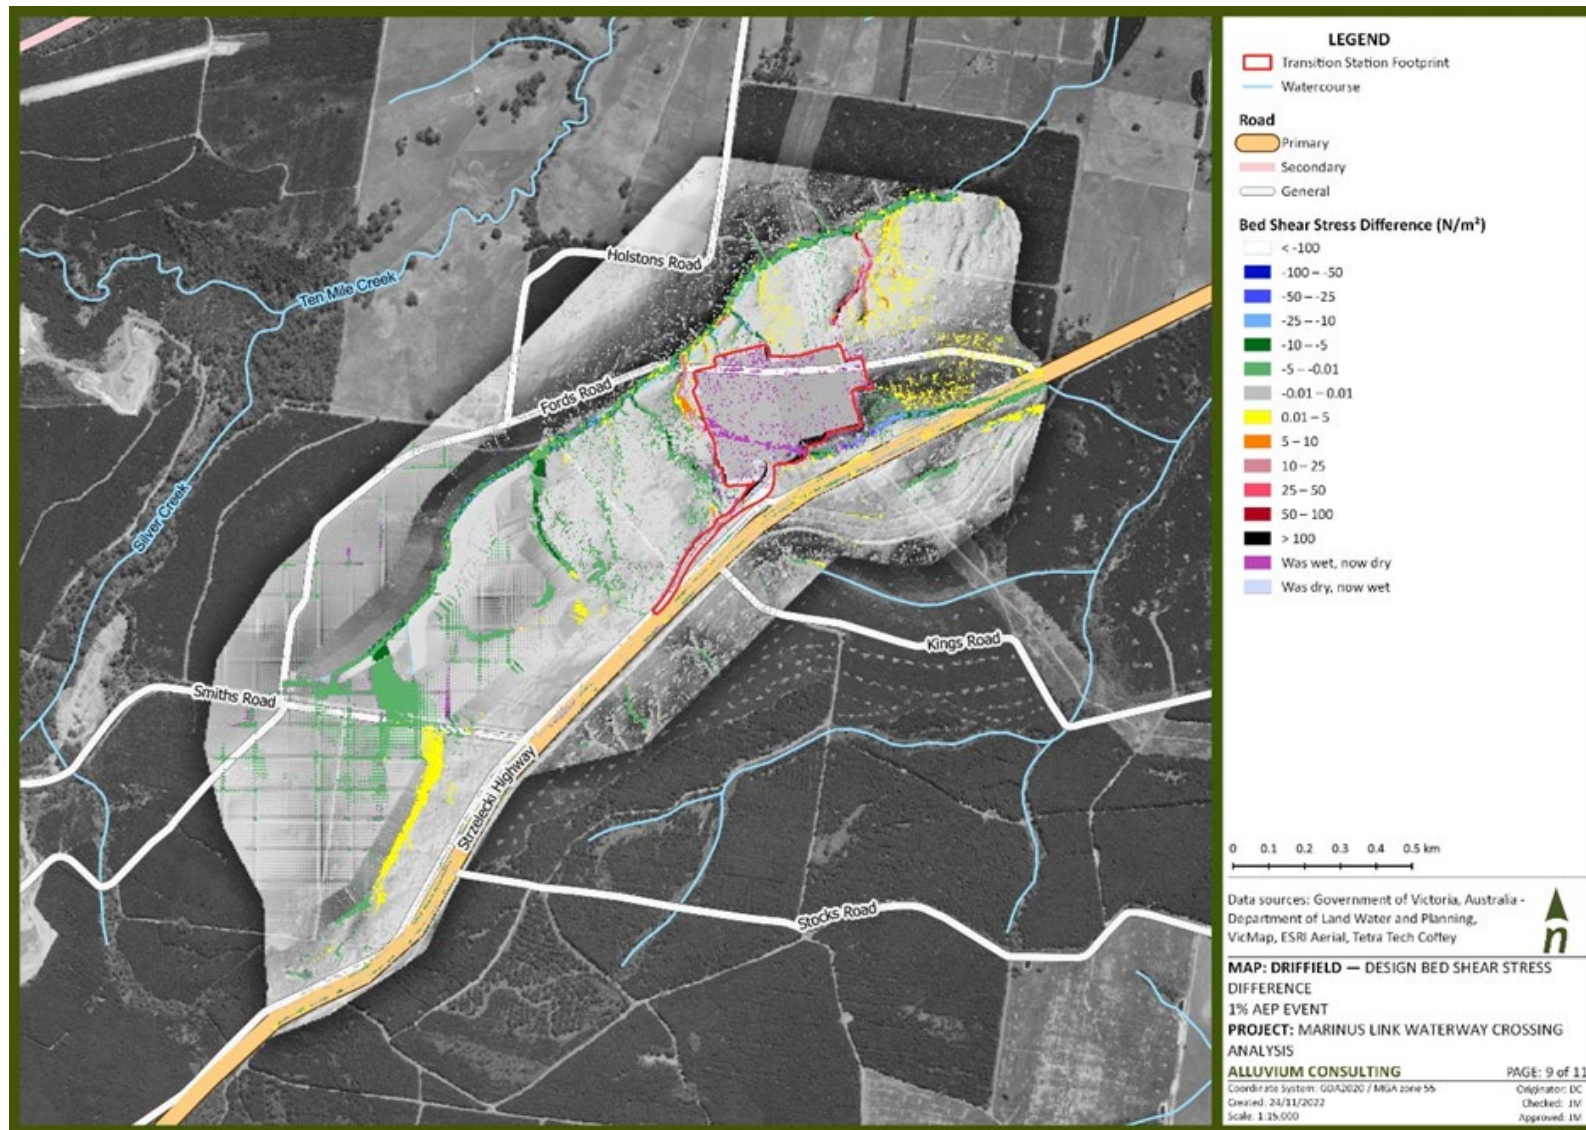 Holstons Road
Ten Mile Creek
Fords Road
Silver Creek
Kings Road
Smiths Road
Strzelecki Highway
Stocks Road
LEGEND
Transition Station Footprint
Watercourse
Road
Primary
Secondary
General
Bed Shear Stress Difference (N/m²)
< -100
-100 – -50
-50 – -25
-25 – -10
-10 – -5
-5 – -0.01
-0.01 – 0.01
0.01 – 5
5 – 10
10 – 25
25 – 50
50 – 100
> 100
Was wet, now dry
Was dry, now wet
0 0.1 0.2 0.3 0.4 0.5 km
Data sources: Government of Victoria, Australia -
Department of Land Water and Planning,
VicMap, ESRI Aerial, Tetra Tech Coffey
n
MAP: DRIFFIELD — DESIGN BED SHEAR STRESS
DIFFERENCE
1% AEP EVENT
PROJECT: MARINUS LINK WATERWAY CROSSING
ANALYSIS
ALLUVIUM CONSULTING PAGE: 9 of 11
Coordinate System: GDA2020 / MGA zone 55 Originator: DC
Created: 24/11/2022 Checked: JM
Scale: 1:15,000 Approved: JM